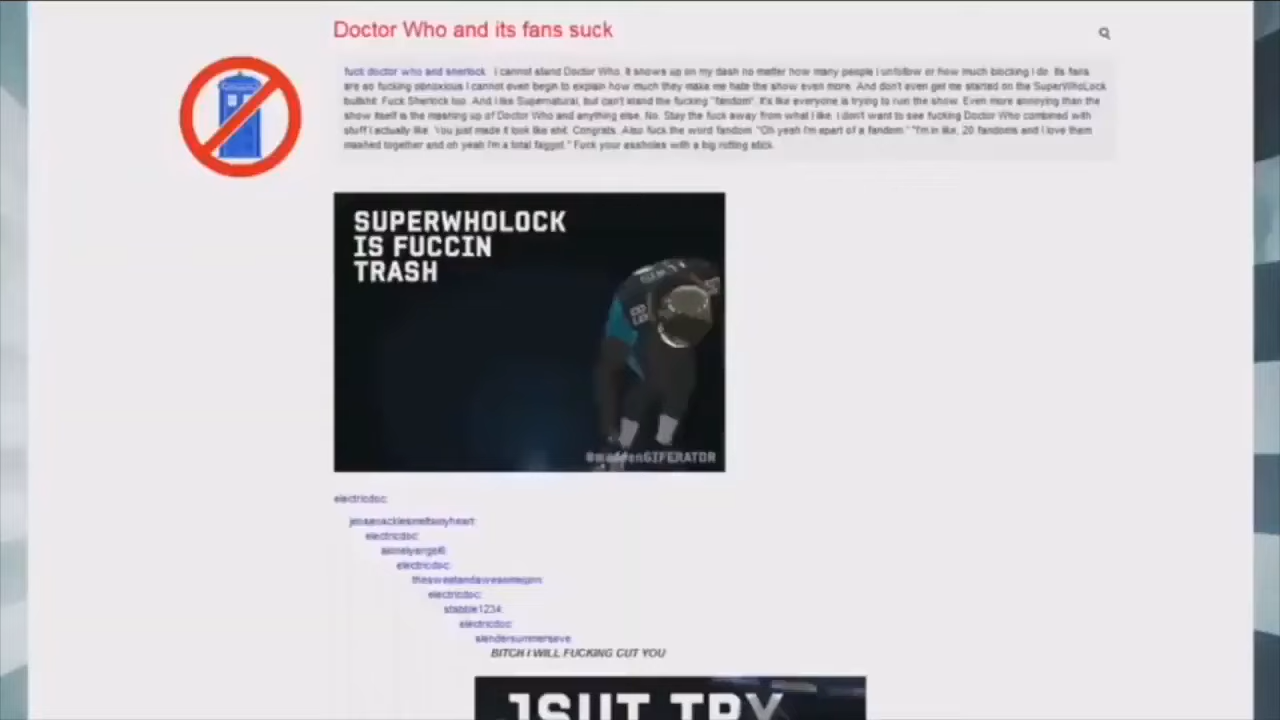 Doctor Who and its fans suck
fuck doctor who and sherlock. I cannot stand Doctor Who. It shows up on my dash no matter how many people I unfollow or how much blocking I do. Its fans
are so fucking obnoxious I cannot even begin to explain how much they make me hate the show even more. And don't even get me started on the SuperWhoLock
bullshit. Fuck Sherlock too. And I like Supernatural, but can't stand the fucking "fandom". It's like everyone is trying to run the show. Even more annoying than the
show itself is the mashing up of Doctor Who and anything else. No. Stay the fuck away from what I like. I don't want to see fucking Doctor Who combined with
stuff I actually like. You just made it look like shit. Congrats. Also fuck the word fandom "Oh yeah I'm apart of a fandom." "I'm in like, 20 fandoms and I love them
mashed together and oh yeah I'm a total faggot." Fuck your assholes with a big rotting stick.
SUPERWHOLOCK
IS FUCCIN
TRASH
#maddenGIFERATOR
electricdoc:
electricdoc:
electricdoc:
electricdoc:
stabbie1234:
electricdoc:
slendersummerseve:
BITCH I WILL FUCKING CUT YOU
JSUT TRY